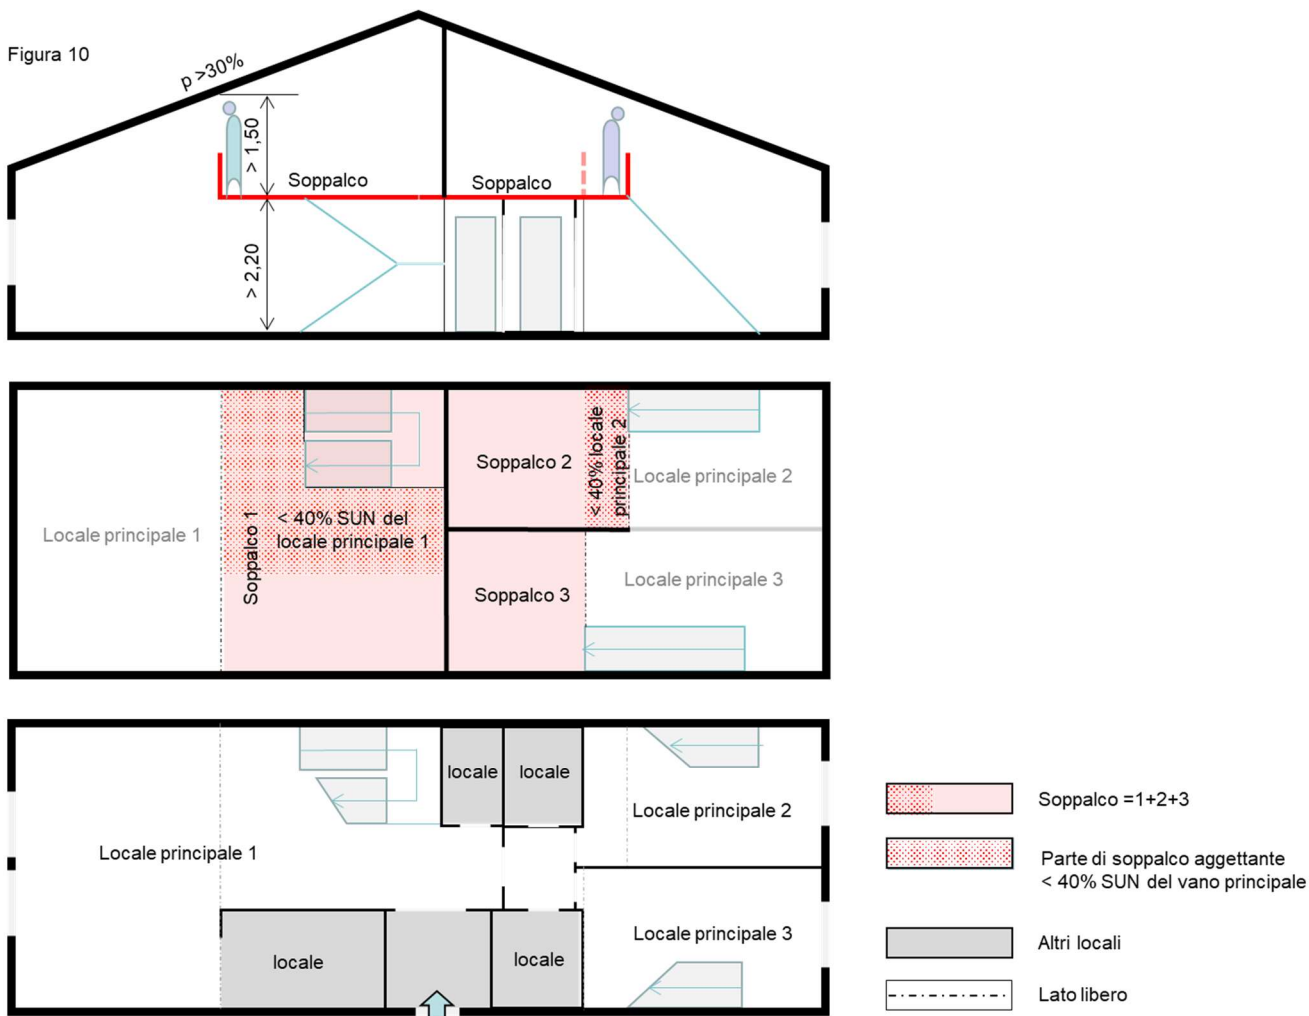 Figura 10
p >30%
> 1,50
Soppalco
Soppalco
> 2,20
Soppalco 1
< 40% SUN del
locale principale 1
Locale principale 1
Soppalco 2
< 40% locale
principale 2
Locale principale 2
Soppalco 3
Locale principale 3
locale
locale
Locale principale 1
Locale principale 2
locale
locale
Locale principale 3
Soppalco =1+2+3
Parte di soppalco aggettante
< 40% SUN del vano principale
Altri locali
Lato libero